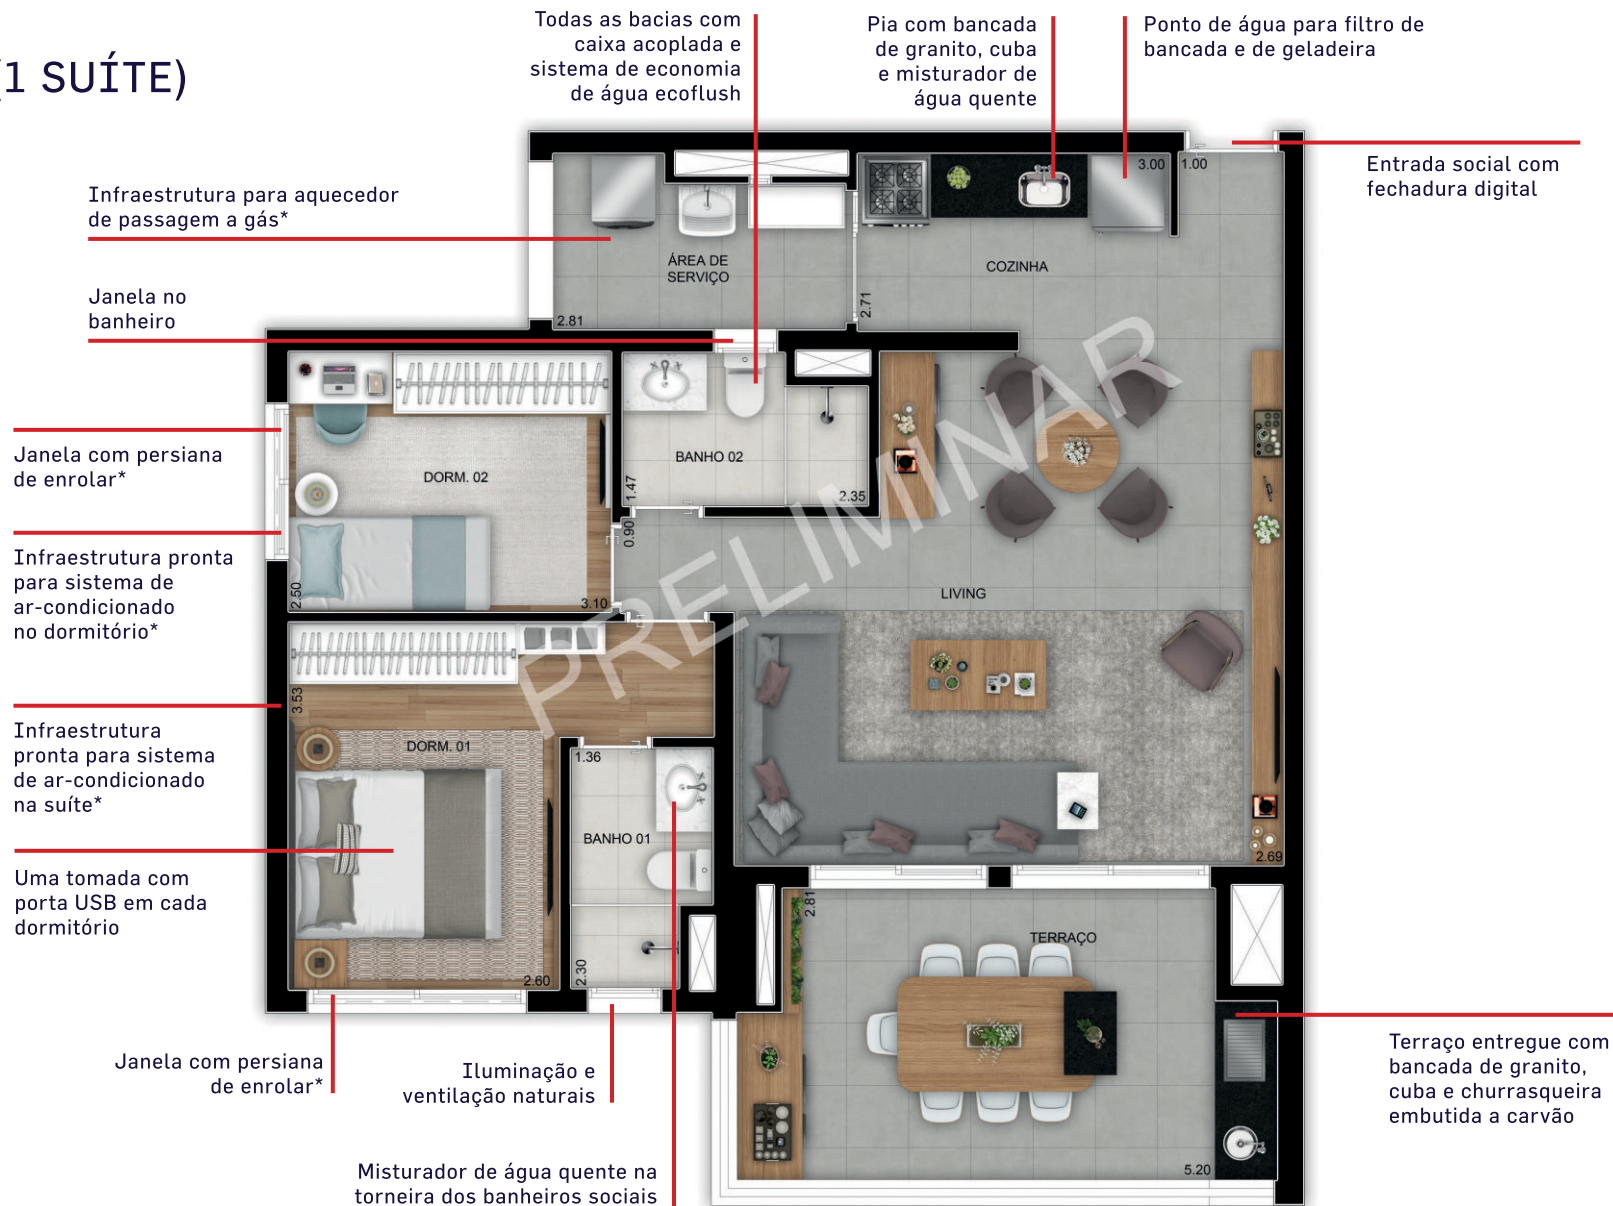 (1 SUÍTE)
Todas as bacias com
caixa acoplada e
sistema de economia
de água ecoflush
Pia com bancada
de granito, cuba
e misturador de
água quente
Ponto de água para filtro de
bancada e de geladeira
Entrada social com
fechadura digital
Infraestrutura para aquecedor
de passagem a gás*
Janela no
banheiro
Janela com persiana
de enrolar*
Infraestrutura pronta
para sistema de
ar-condicionado
no dormitório*
Infraestrutura
pronta para sistema
de ar-condicionado
na suíte*
Uma tomada com
porta USB em cada
dormitório
Janela com persiana
de enrolar*
Iluminação e
ventilação naturais
Misturador de água quente na
torneira dos banheiros sociais
Terraço entregue com
bancada de granito,
cuba e churrasqueira
embutida a carvão
3.00
1.00
ÁREA DE
SERVIÇO
COZINHA
2.81
2.71
DORM. 02
BANHO 02
1.47
2.35
0.90
2.50
3.10
LIVING
PRELIMINAR
3.53
DORM. 01
1.36
BANHO 01
2.60
2.30
2.69
2.81
TERRAÇO
5.20